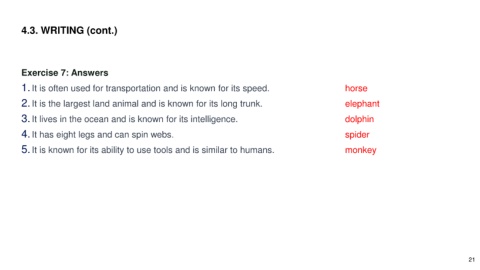 4.3. WRITING (cont.)
Exercise 7: Answers
1. It is often used for transportation and is known for its speed. horse
2. It is the largest land animal and is known for its long trunk. elephant
3. It lives in the ocean and is known for its intelligence. dolphin
4. It has eight legs and can spin webs. spider
5. It is known for its ability to use tools and is similar to humans. monkey
21